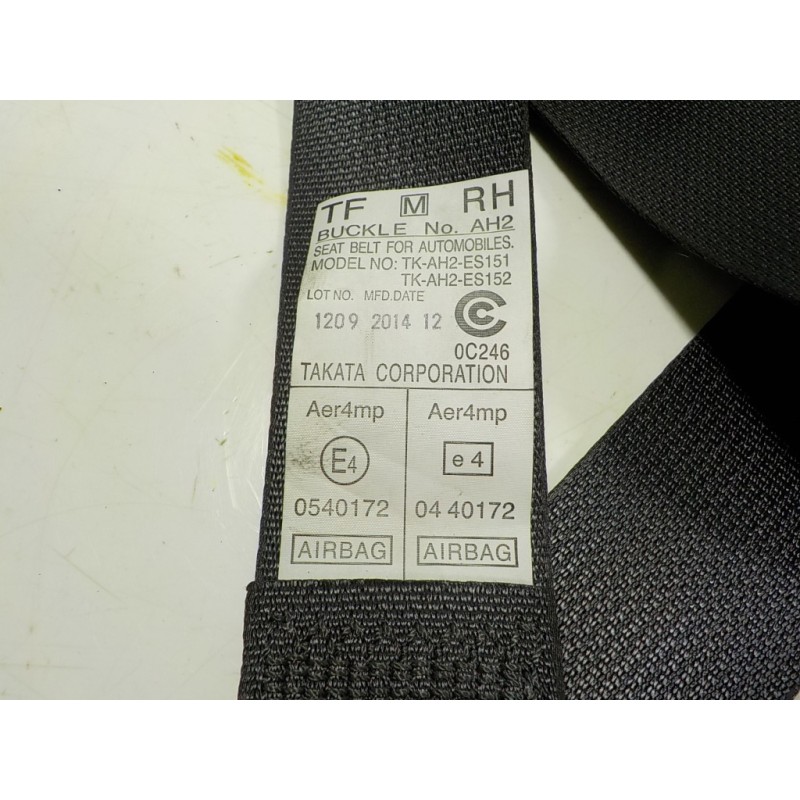 TF M RH
BUCKLE No. AH2
SEAT BELT FOR AUTOMOBILES.
MODEL NO: TK-AH2-ES151
TK-AH2-ES152
LOT NO. MFD.DATE
1209 2014 12
0C246
TAKATA CORPORATION
Aer4mp Aer4mp
E4 e4
0540172 04 40172
AIRBAG AIRBAG